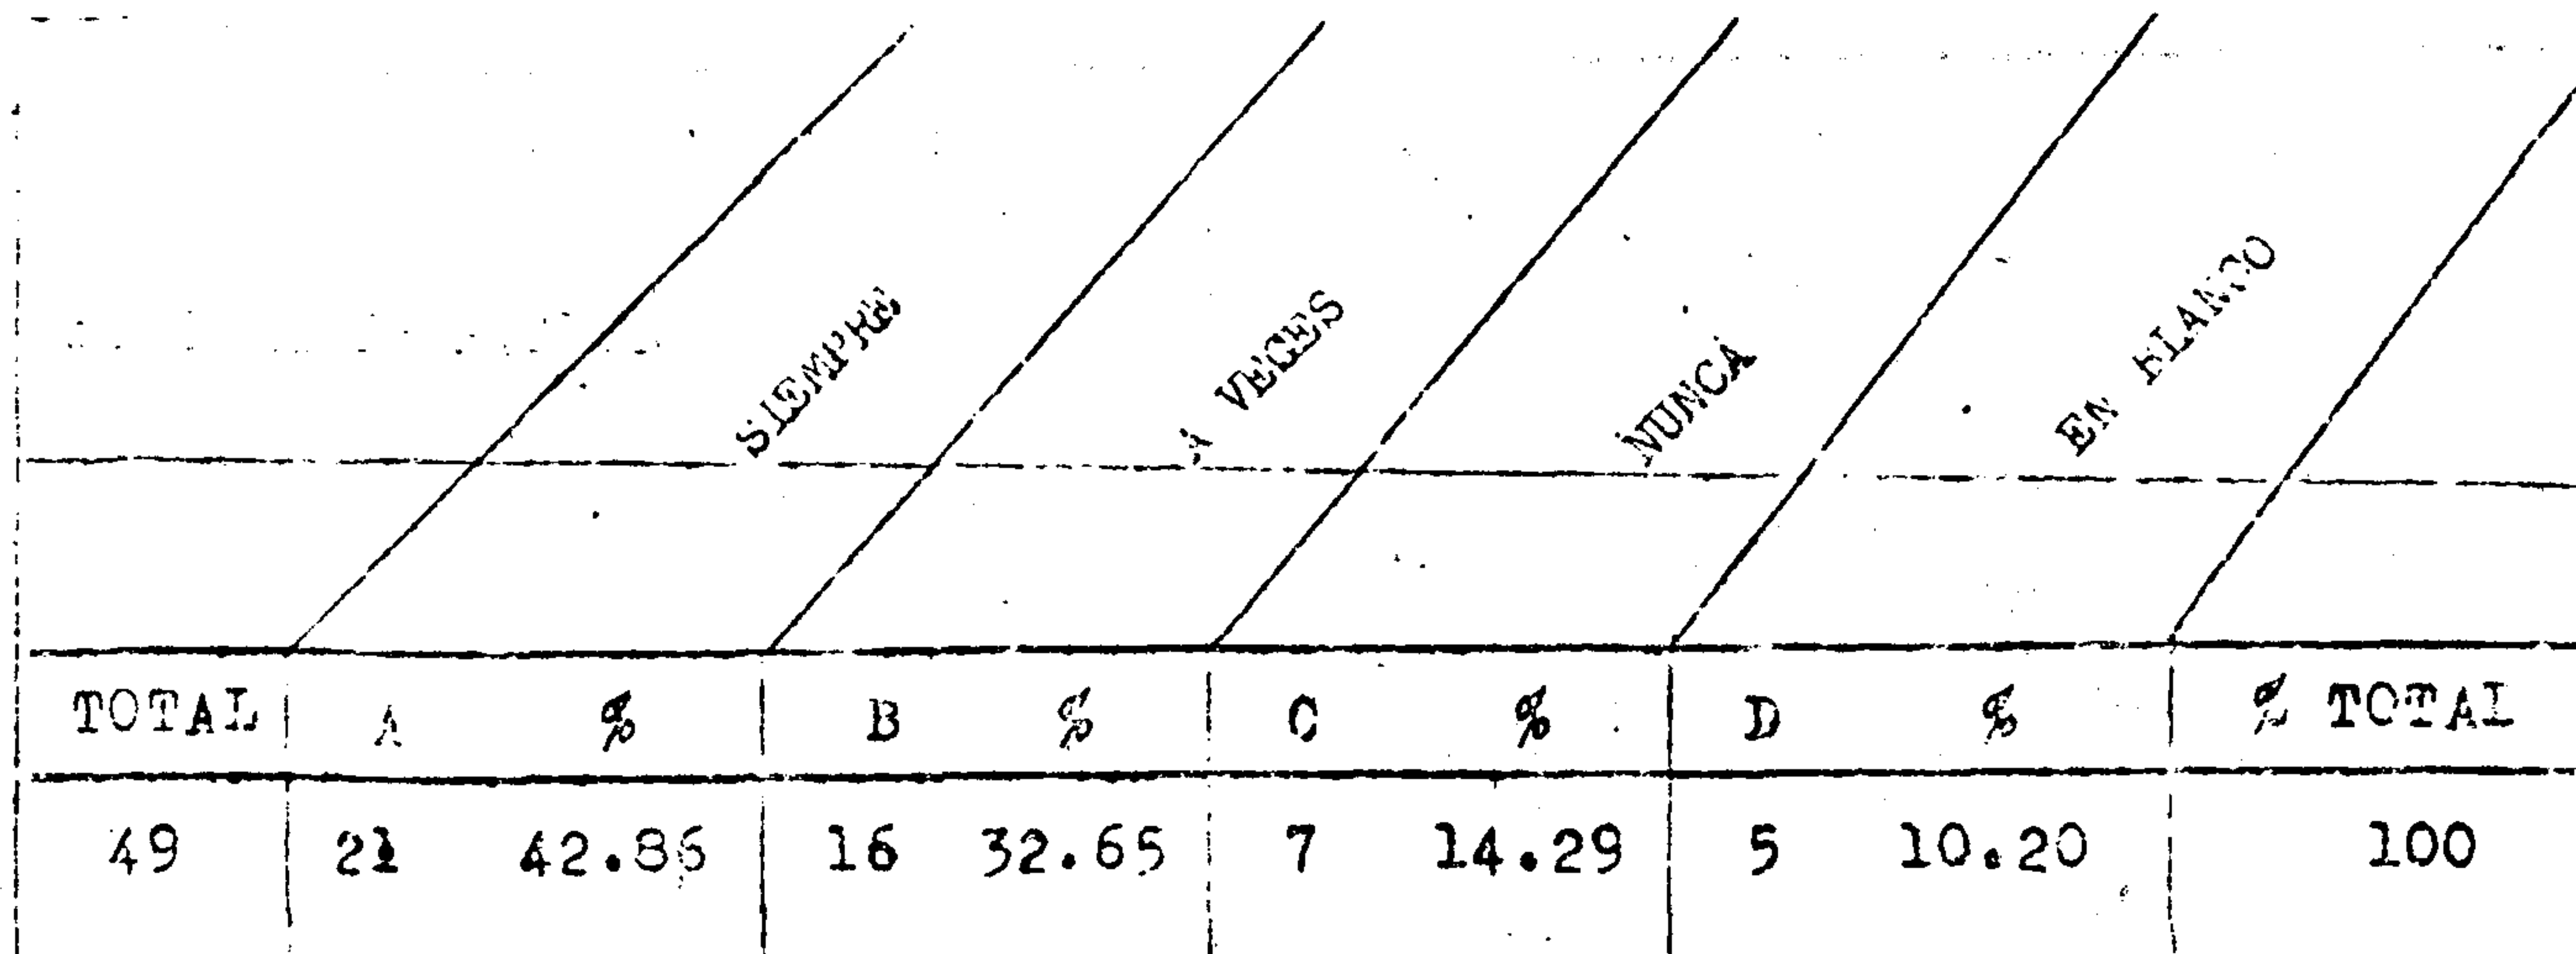 SIEMPRE
A VECES
NUNCA
EN BLANCO
TOTAL A % B % C % D % % TOTAL
49 21 42.86 16 32.65 7 14.29 5 10.20 100